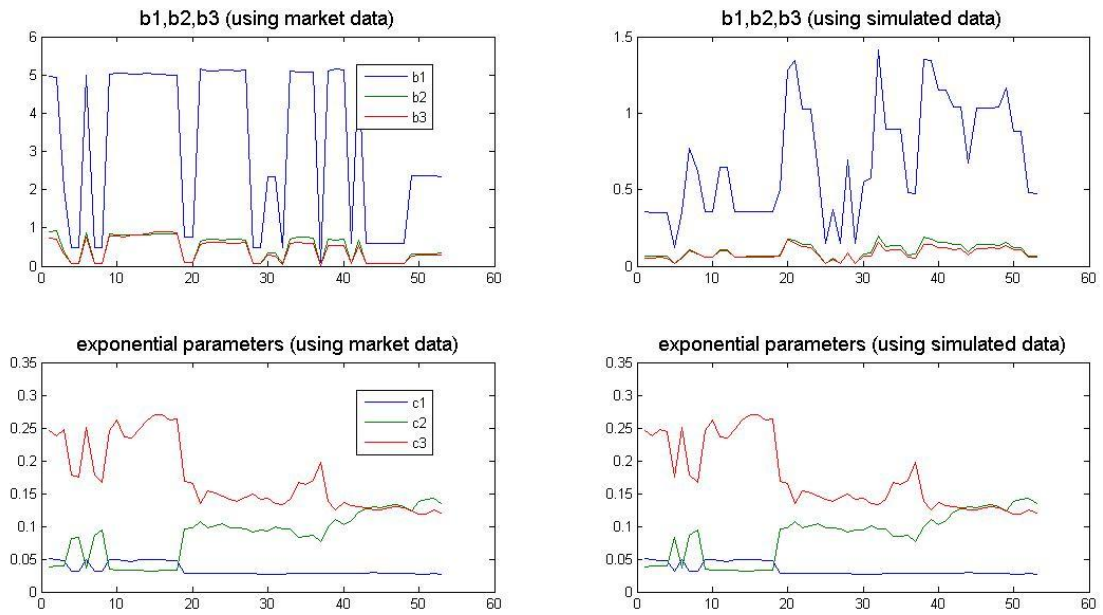 b1,b2,b3 (using market data)
6
5
4
3
2
1
0
0 10 20 30 40 50 60
b1
b2
b3
b1,b2,b3 (using simulated data)
1.5
1
0.5
0
0 10 20 30 40 50 60
exponential parameters (using market data)
0.35
0.3
0.25
0.2
0.15
0.1
0.05
0
0 10 20 30 40 50 60
c1
c2
c3
exponential parameters (using simulated data)
0.35
0.3
0.25
0.2
0.15
0.1
0.05
0
0 10 20 30 40 50 60